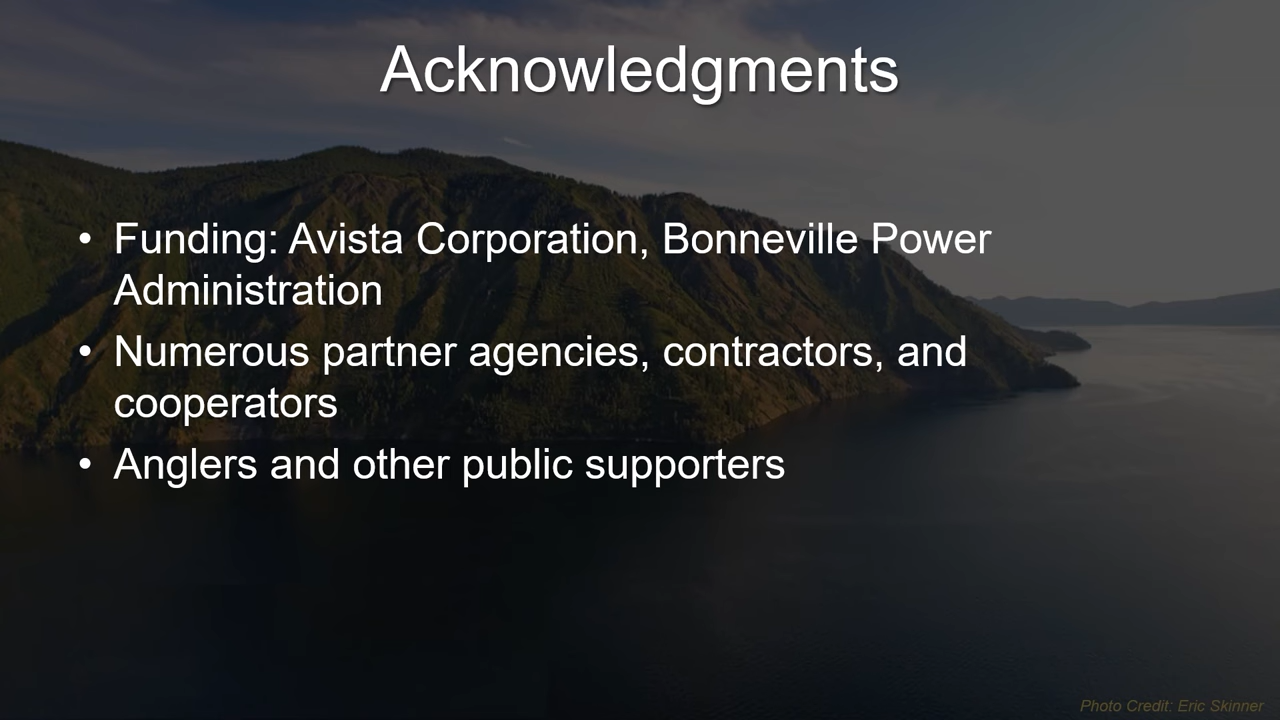 Acknowledgments
• Funding: Avista Corporation, Bonneville Power
Administration
• Numerous partner agencies, contractors, and
cooperators
• Anglers and other public supporters
Photo Credit: Eric Skinner